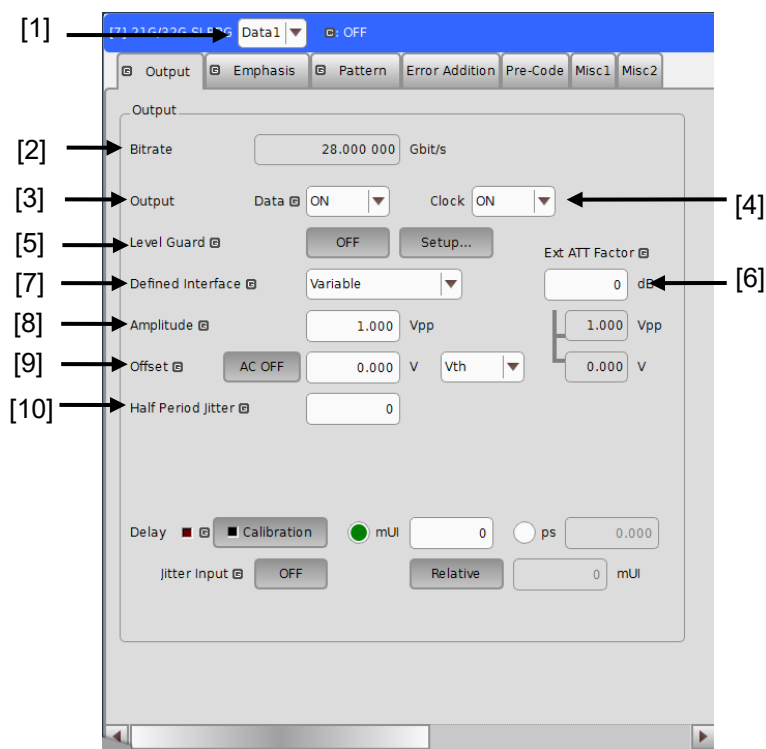 [1] [7] 21G/32G SLPPG Data1 C: OFF
G Output G Emphasis G Pattern Error Addition Pre-Code Misc1 Misc2
Output
[2] Bitrate 28.000 000 Gbit/s
[3] Output Data G ON Clock ON [4]
[5] Level Guard G OFF Setup... Ext ATT Factor G
[7] Defined Interface G Variable 0 dB [6]
[8] Amplitude G 1.000 Vpp 1.000 Vpp
[9] Offset G AC OFF 0.000 V Vth 0.000 V
[10] Half Period Jitter G 0
Delay G Calibration mUI 0 ps 0.000
Jitter Input G OFF Relative 0 mUI